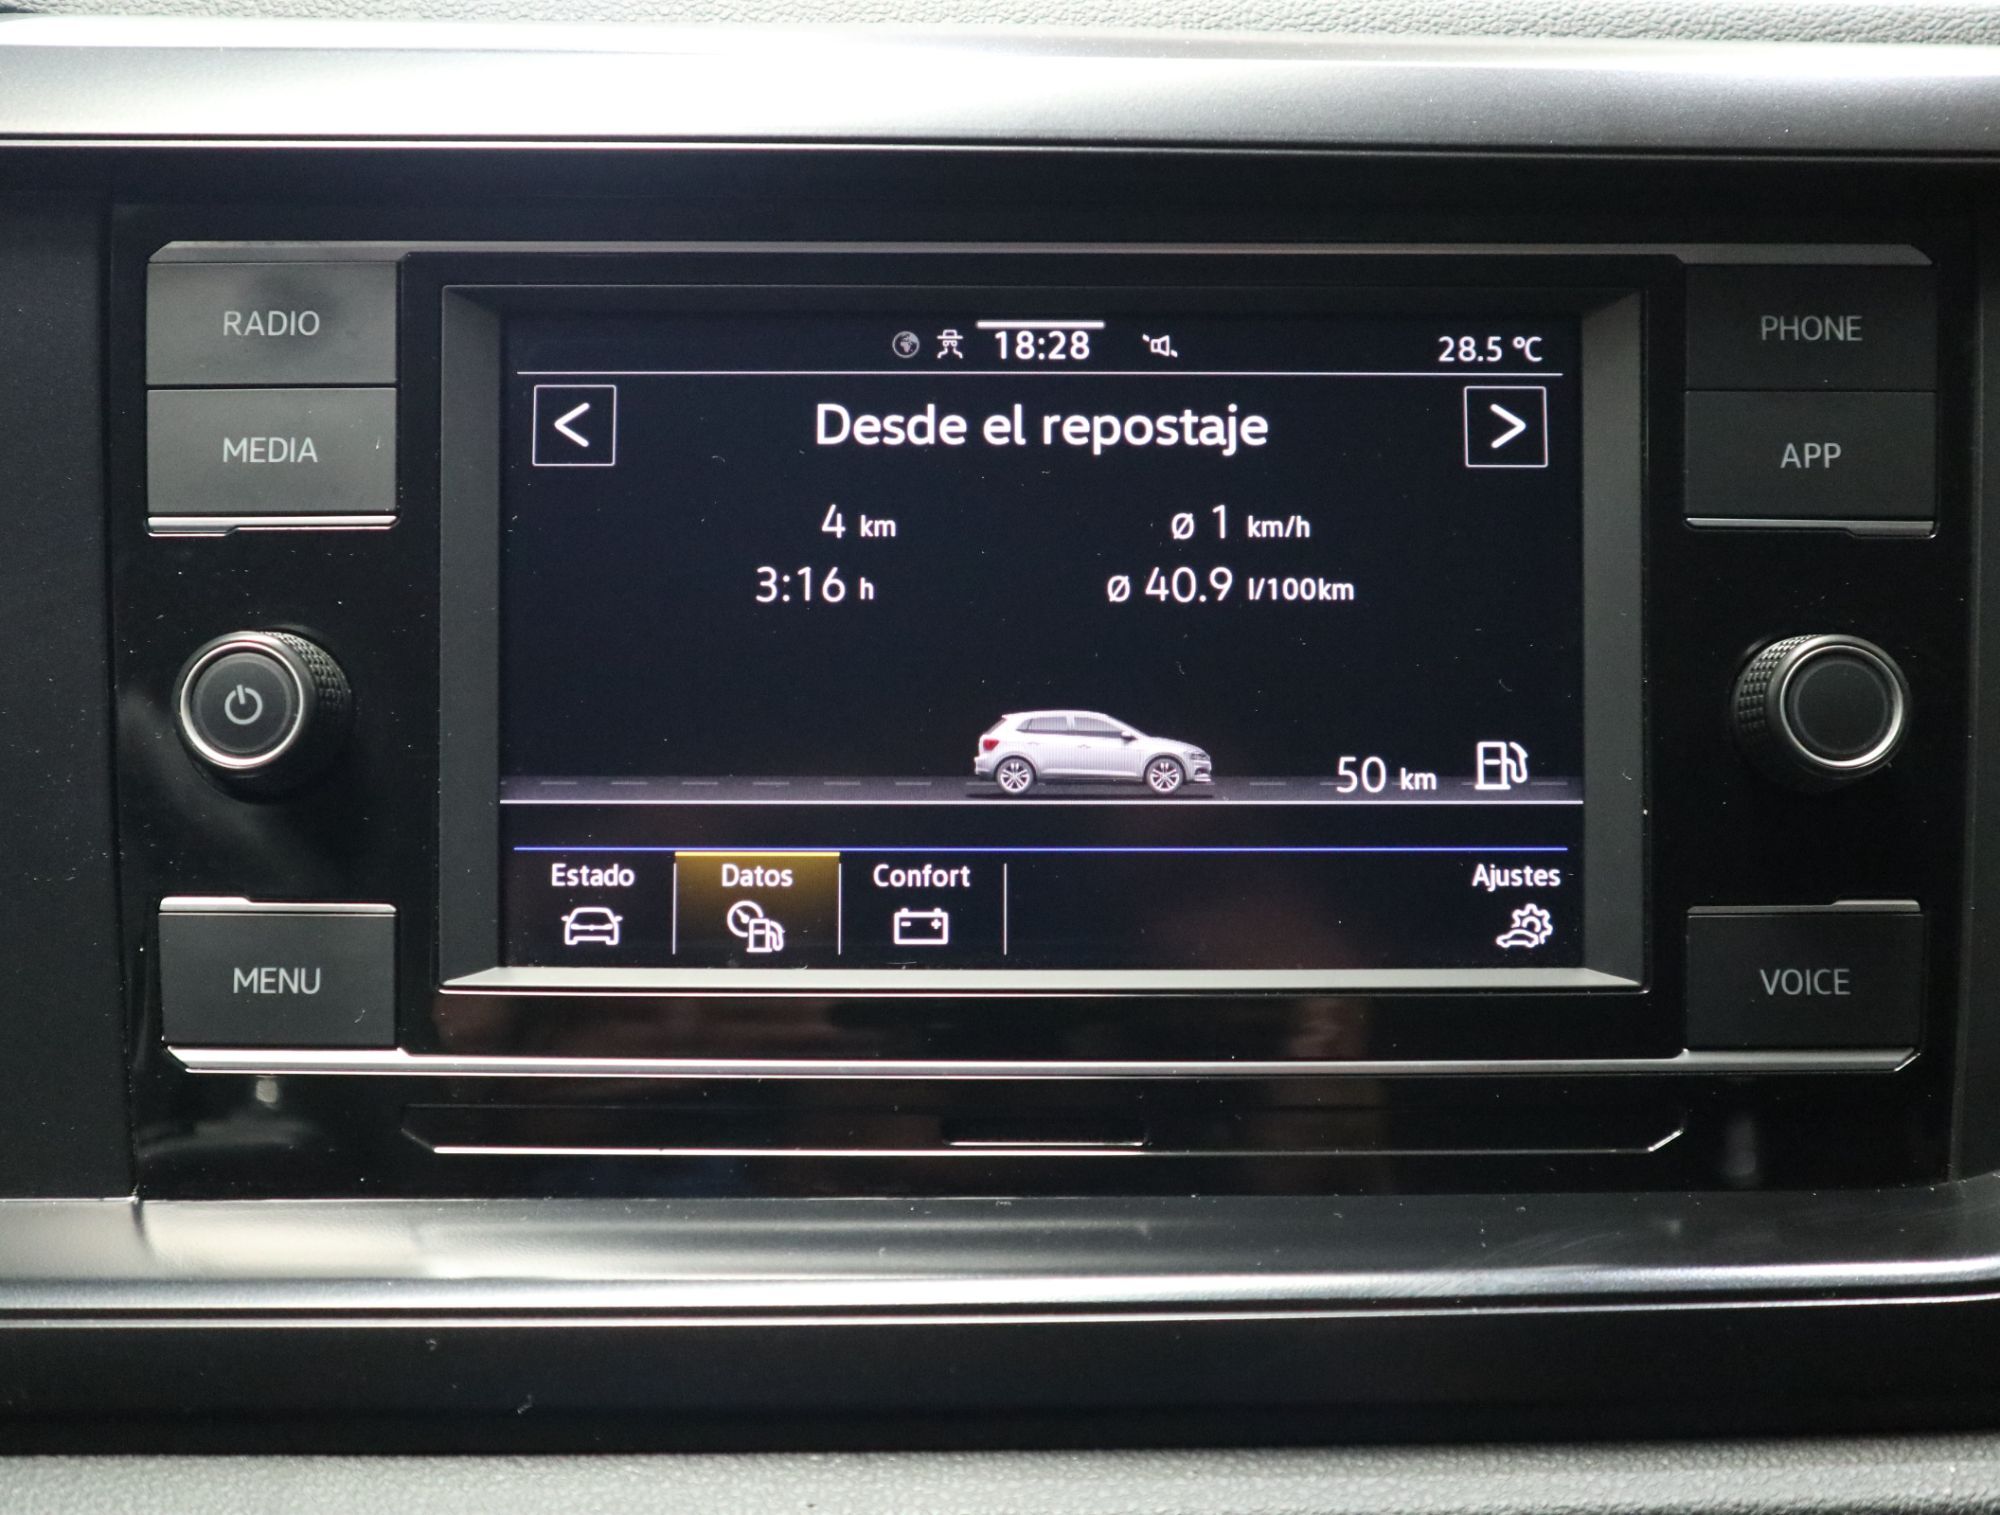 RADIO
MEDIA
MENU
18:28
28.5 °C
<
Desde el repostaje
>
4 km
ø 1 km/h
3:16 h
ø 40.9 l/100km
50 km
Estado
Datos
Confort
Ajustes
PHONE
APP
VOICE